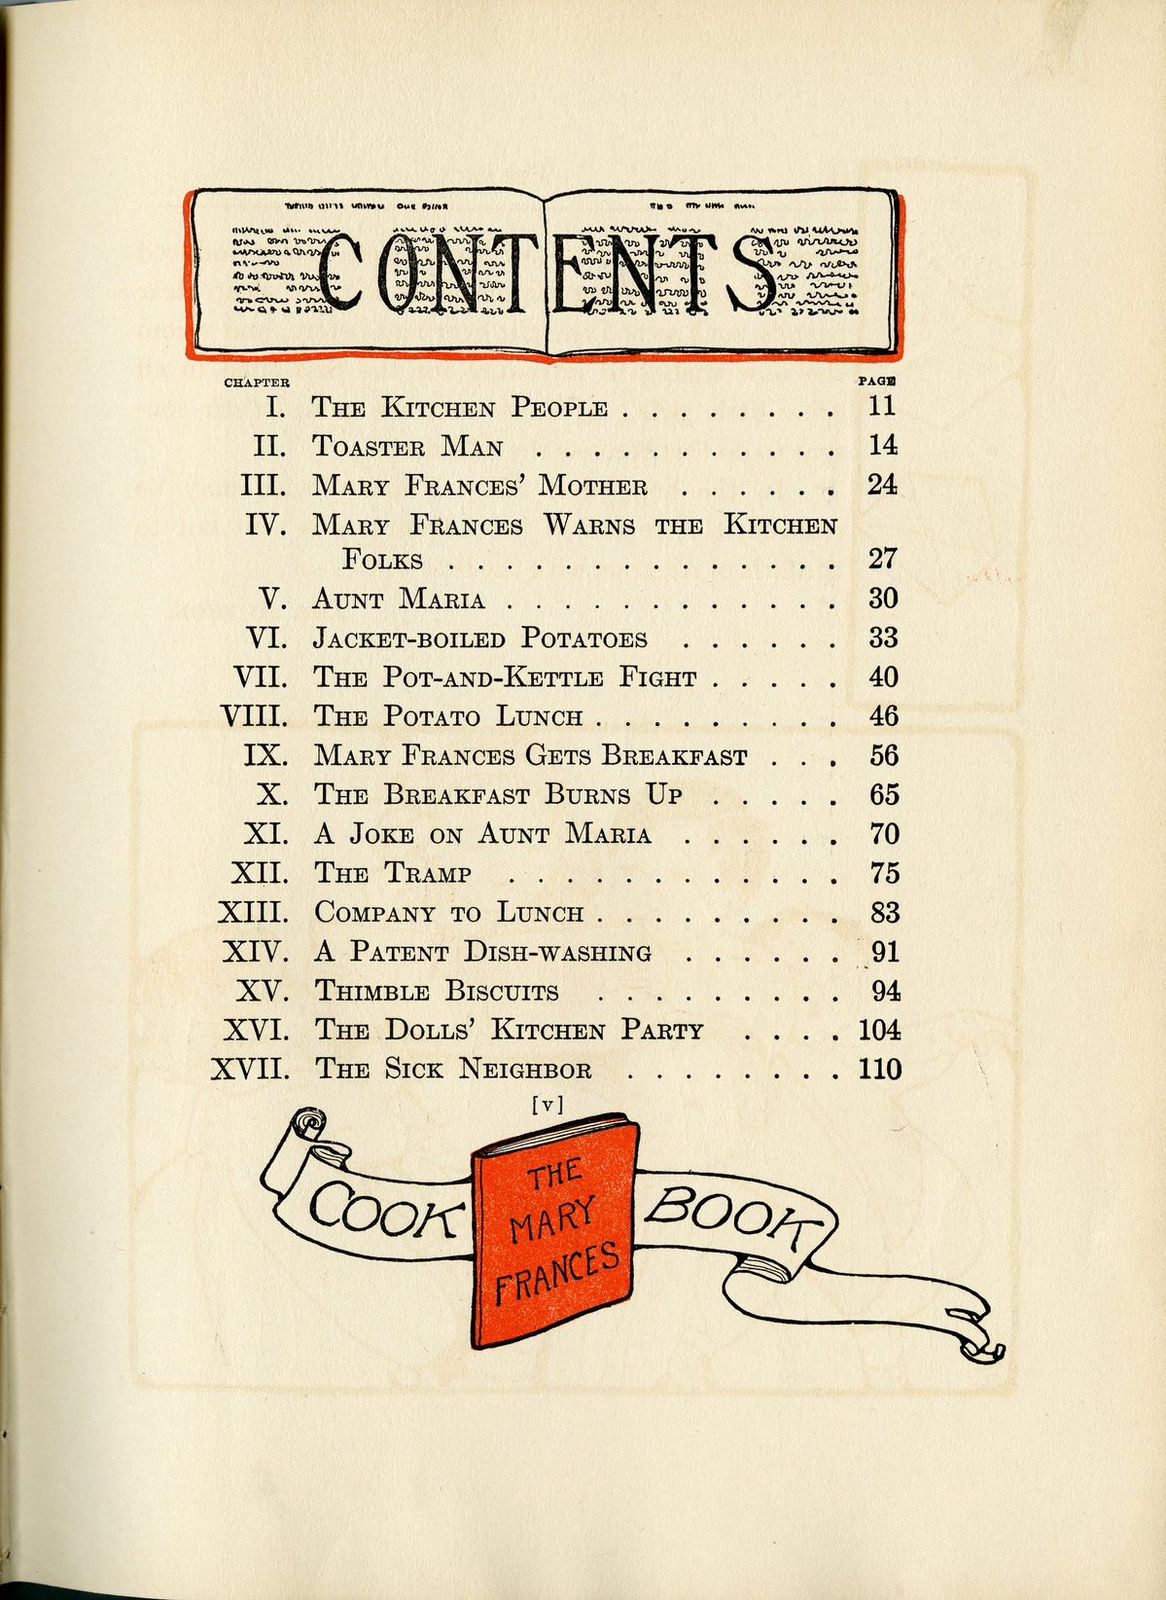 CONTENTS
CHAPTER PAGE
I. THE KITCHEN PEOPLE . . . . . . . . 11
II. TOASTER MAN . . . . . . . . . . . 14
III. MARY FRANCES' MOTHER . . . . . . 24
IV. MARY FRANCES WARNS THE KITCHEN
FOLKS . . . . . . . . . . . . . . 27
V. AUNT MARIA . . . . . . . . . . . . 30
VI. JACKET-BOILED POTATOES . . . . . . 33
VII. THE POT-AND-KETTLE FIGHT . . . . . 40
VIII. THE POTATO LUNCH . . . . . . . . . 46
IX. MARY FRANCES GETS BREAKFAST . . . 56
X. THE BREAKFAST BURNS UP . . . . . 65
XI. A JOKE ON AUNT MARIA . . . . . . 70
XII. THE TRAMP . . . . . . . . . . . . 75
XIII. COMPANY TO LUNCH . . . . . . . . . 83
XIV. A PATENT DISH-WASHING . . . . . . 91
XV. THIMBLE BISCUITS . . . . . . . . . 94
XVI. THE DOLLS' KITCHEN PARTY . . . . 104
XVII. THE SICK NEIGHBOR . . . . . . . . 110
[v]
THE
MARY
FRANCES
COOK BOOK